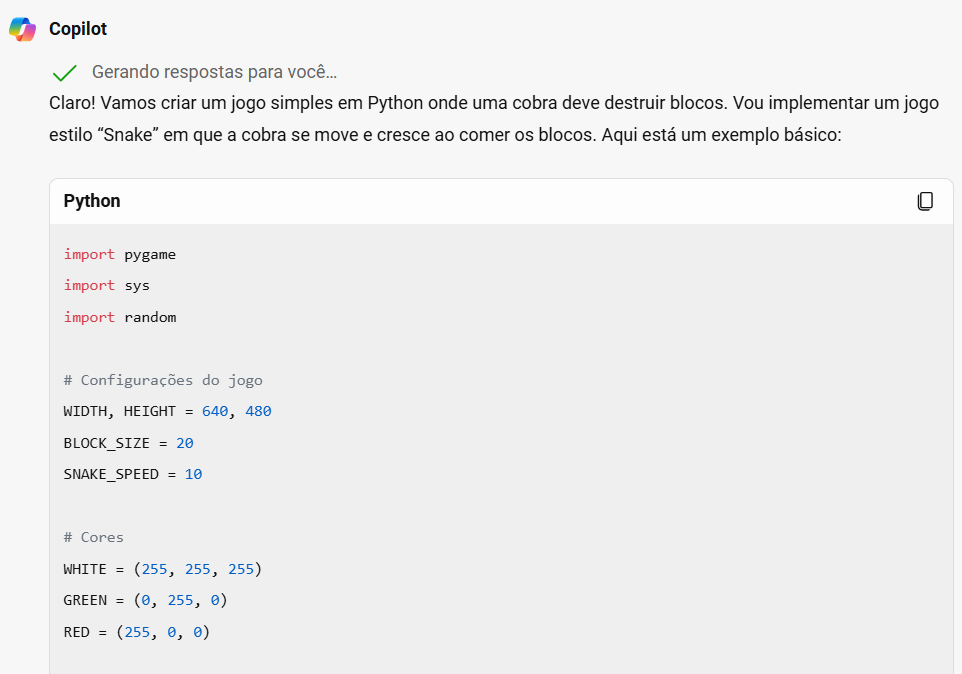 Copilot
Gerando respostas para você…
Claro! Vamos criar um jogo simples em Python onde uma cobra deve destruir blocos. Vou implementar um jogo
estilo “Snake” em que a cobra se move e cresce ao comer os blocos. Aqui está um exemplo básico:
Python
import pygame
import sys
import random
# Configurações do jogo
WIDTH, HEIGHT = 640, 480
BLOCK_SIZE = 20
SNAKE_SPEED = 10
# Cores
WHITE = (255, 255, 255)
GREEN = (0, 255, 0)
RED = (255, 0, 0)